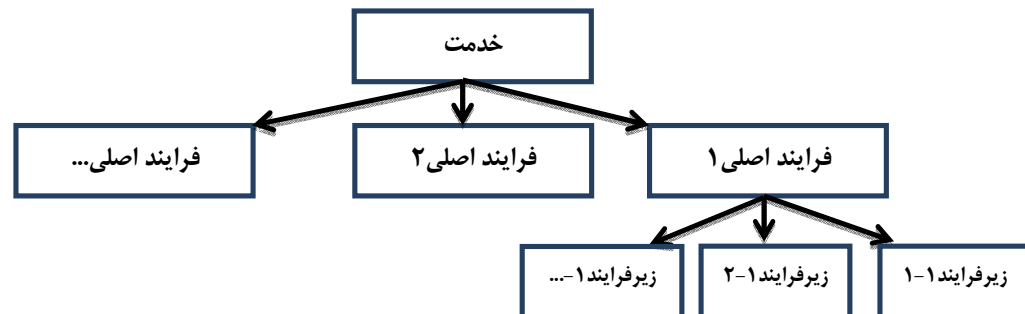 خدمت
فرایند اصلی۱
فرایند اصلی۲
فرایند اصلی...
زیرفرایند۱-۱
زیرفرایند۱-۲
زیرفرایند۱-...